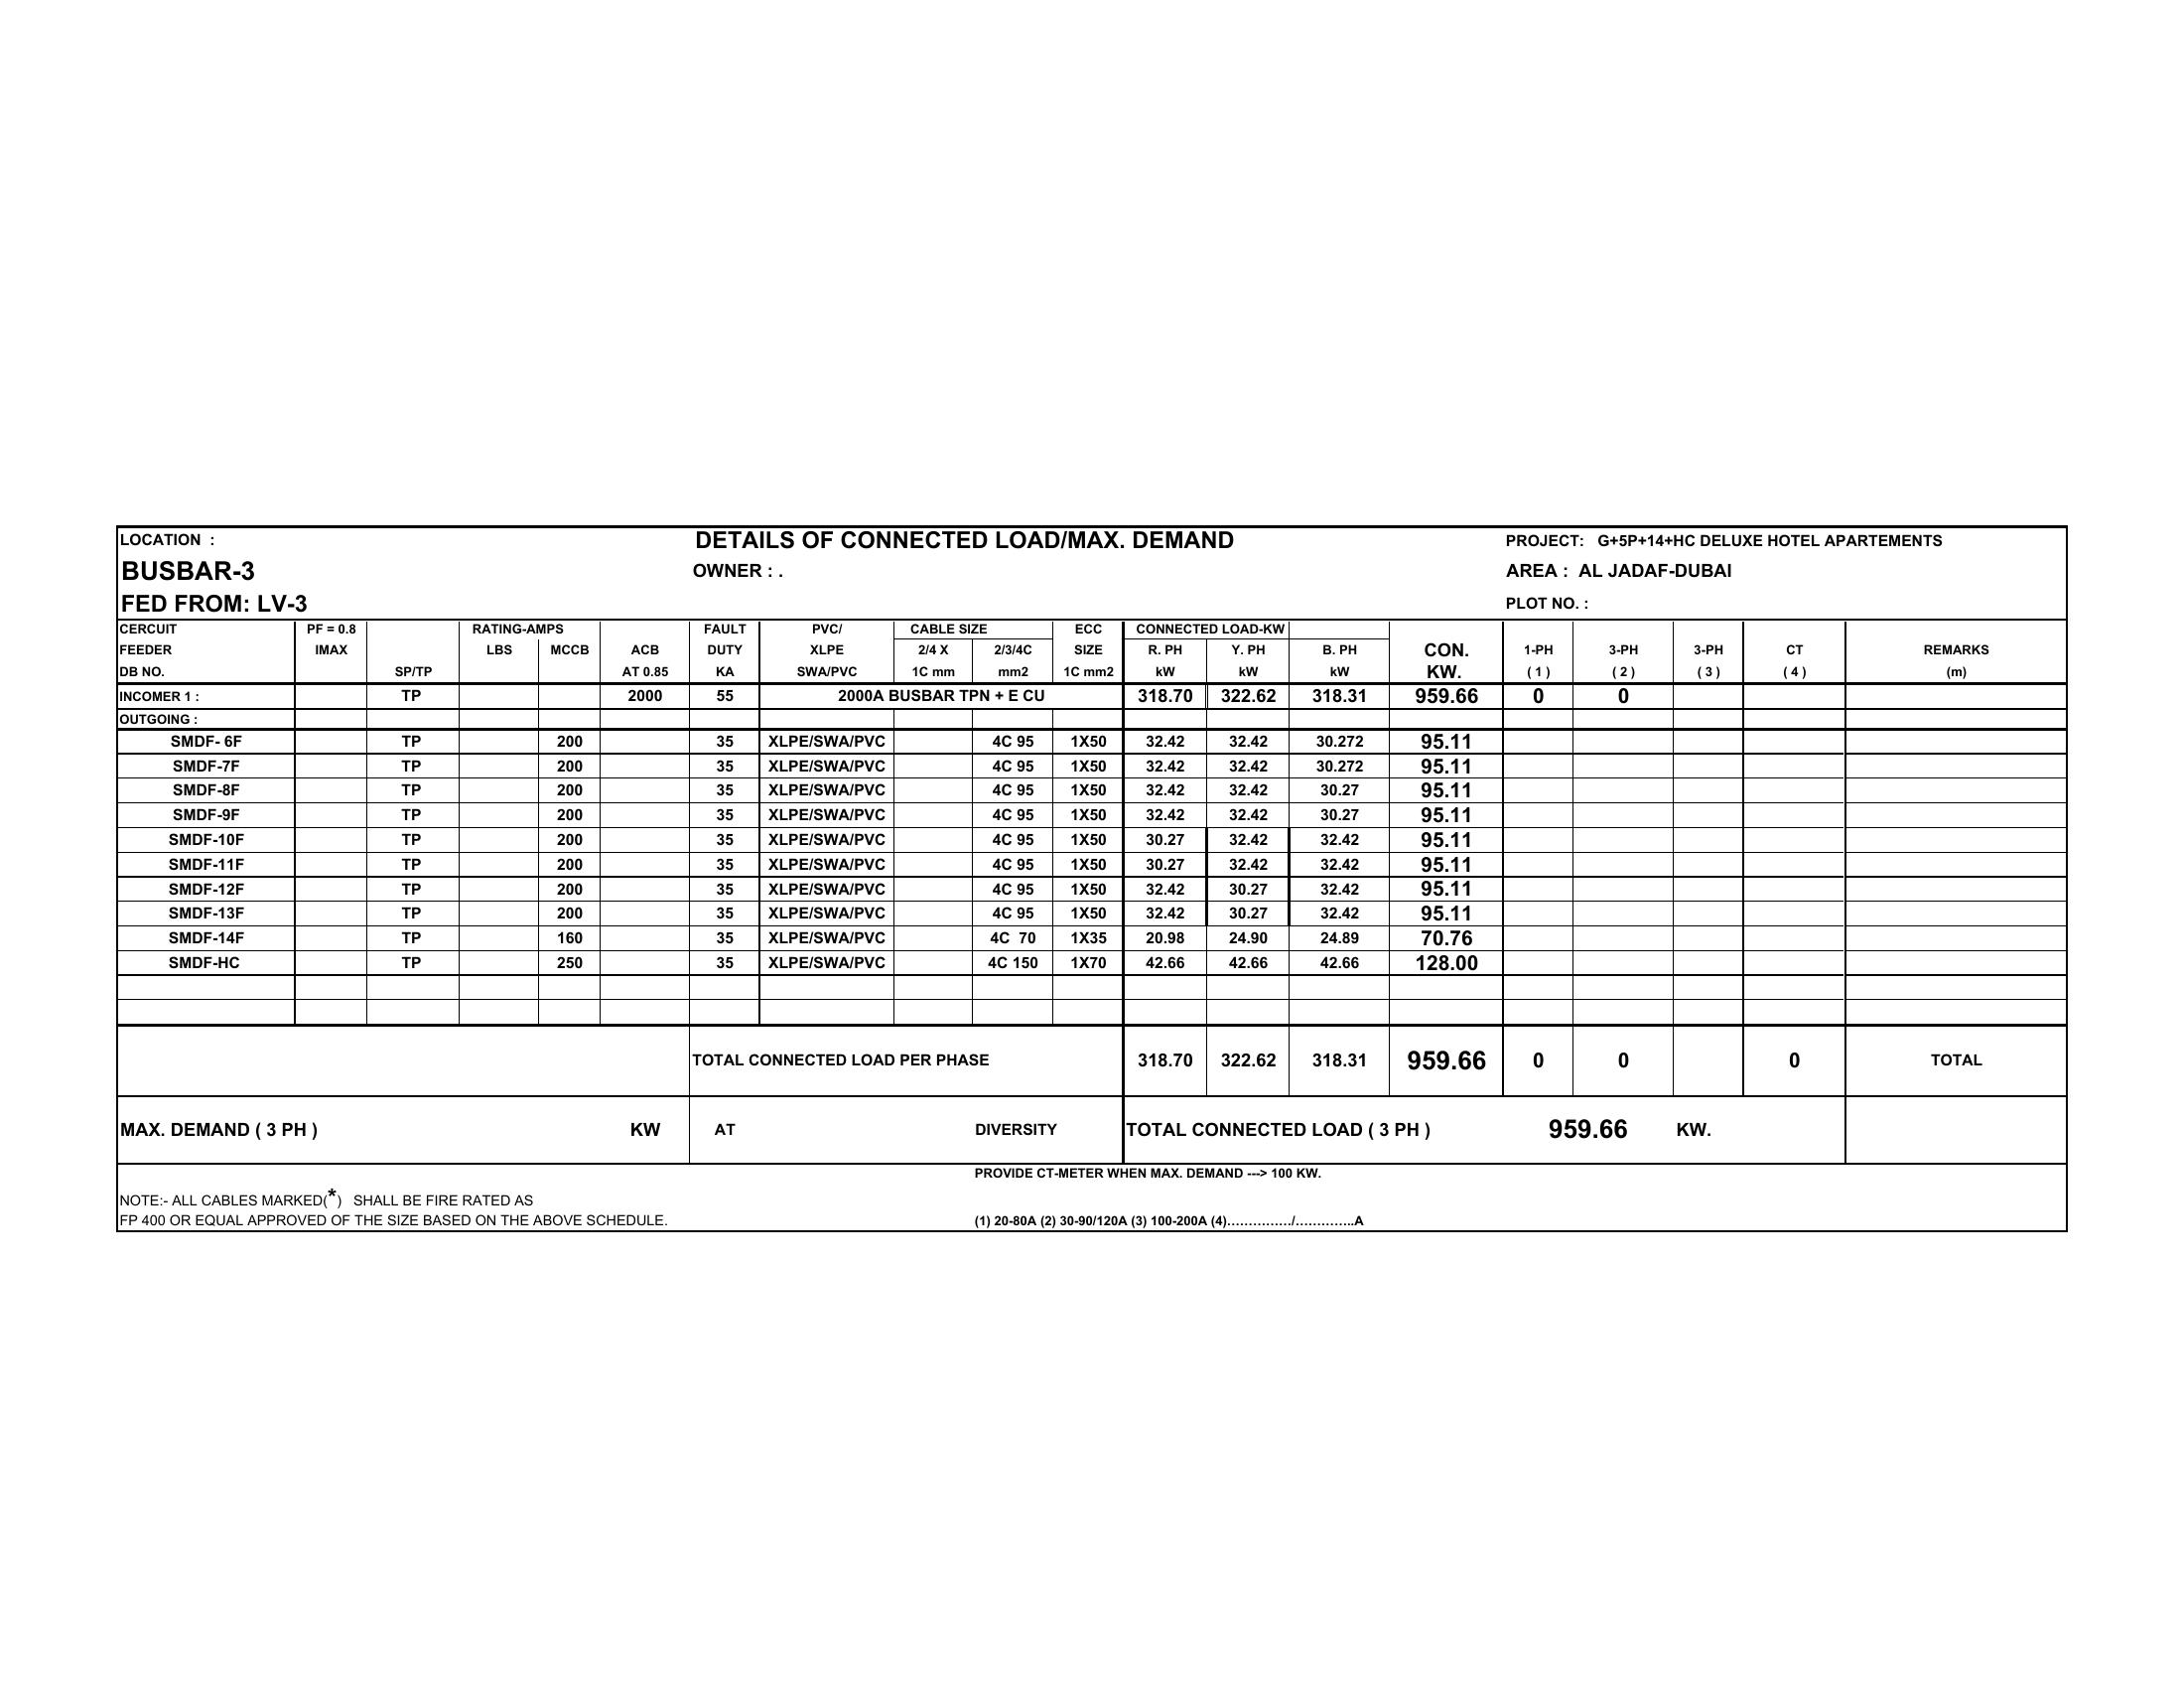 LOCATION :
DETAILS OF CONNECTED LOAD/MAX. DEMAND
PROJECT: G+5P+14+HC DELUXE HOTEL APARTEMENTS
BUSBAR-3
OWNER : .
AREA : AL JADAF-DUBAI
FED FROM: LV-3
PLOT NO. :
CERCUIT PF = 0.8 RATING-AMPS FAULT PVC/ CABLE SIZE ECC CONNECTED LOAD-KW
FEEDER IMAX LBS MCCB ACB DUTY XLPE 2/4 X 2/3/4C SIZE R. PH Y. PH B. PH CON. 1-PH 3-PH 3-PH CT REMARKS
DB NO. SP/TP AT 0.85 KA SWA/PVC 1C mm mm2 1C mm2 kW kW kW KW. ( 1 ) ( 2 ) ( 3 ) ( 4 ) (m)
INCOMER 1 : TP 2000 55 2000A BUSBAR TPN + E CU 318.70 322.62 318.31 959.66 0 0
OUTGOING :
SMDF- 6F TP 200 35 XLPE/SWA/PVC 4C 95 1X50 32.42 32.42 30.272 95.11
SMDF-7F TP 200 35 XLPE/SWA/PVC 4C 95 1X50 32.42 32.42 30.272 95.11
SMDF-8F TP 200 35 XLPE/SWA/PVC 4C 95 1X50 32.42 32.42 30.27 95.11
SMDF-9F TP 200 35 XLPE/SWA/PVC 4C 95 1X50 32.42 32.42 30.27 95.11
SMDF-10F TP 200 35 XLPE/SWA/PVC 4C 95 1X50 30.27 32.42 32.42 95.11
SMDF-11F TP 200 35 XLPE/SWA/PVC 4C 95 1X50 30.27 32.42 32.42 95.11
SMDF-12F TP 200 35 XLPE/SWA/PVC 4C 95 1X50 32.42 30.27 32.42 95.11
SMDF-13F TP 200 35 XLPE/SWA/PVC 4C 95 1X50 32.42 30.27 32.42 95.11
SMDF-14F TP 160 35 XLPE/SWA/PVC 4C 70 1X35 20.98 24.90 24.89 70.76
SMDF-HC TP 250 35 XLPE/SWA/PVC 4C 150 1X70 42.66 42.66 42.66 128.00
TOTAL CONNECTED LOAD PER PHASE 318.70 322.62 318.31 959.66 0 0 0 TOTAL
MAX. DEMAND ( 3 PH ) KW AT DIVERSITY TOTAL CONNECTED LOAD ( 3 PH ) 959.66 KW.
PROVIDE CT-METER WHEN MAX. DEMAND ---> 100 KW.
NOTE:- ALL CABLES MARKED(*) SHALL BE FIRE RATED AS
FP 400 OR EQUAL APPROVED OF THE SIZE BASED ON THE ABOVE SCHEDULE.
(1) 20-80A (2) 30-90/120A (3) 100-200A (4)……………/…………..A